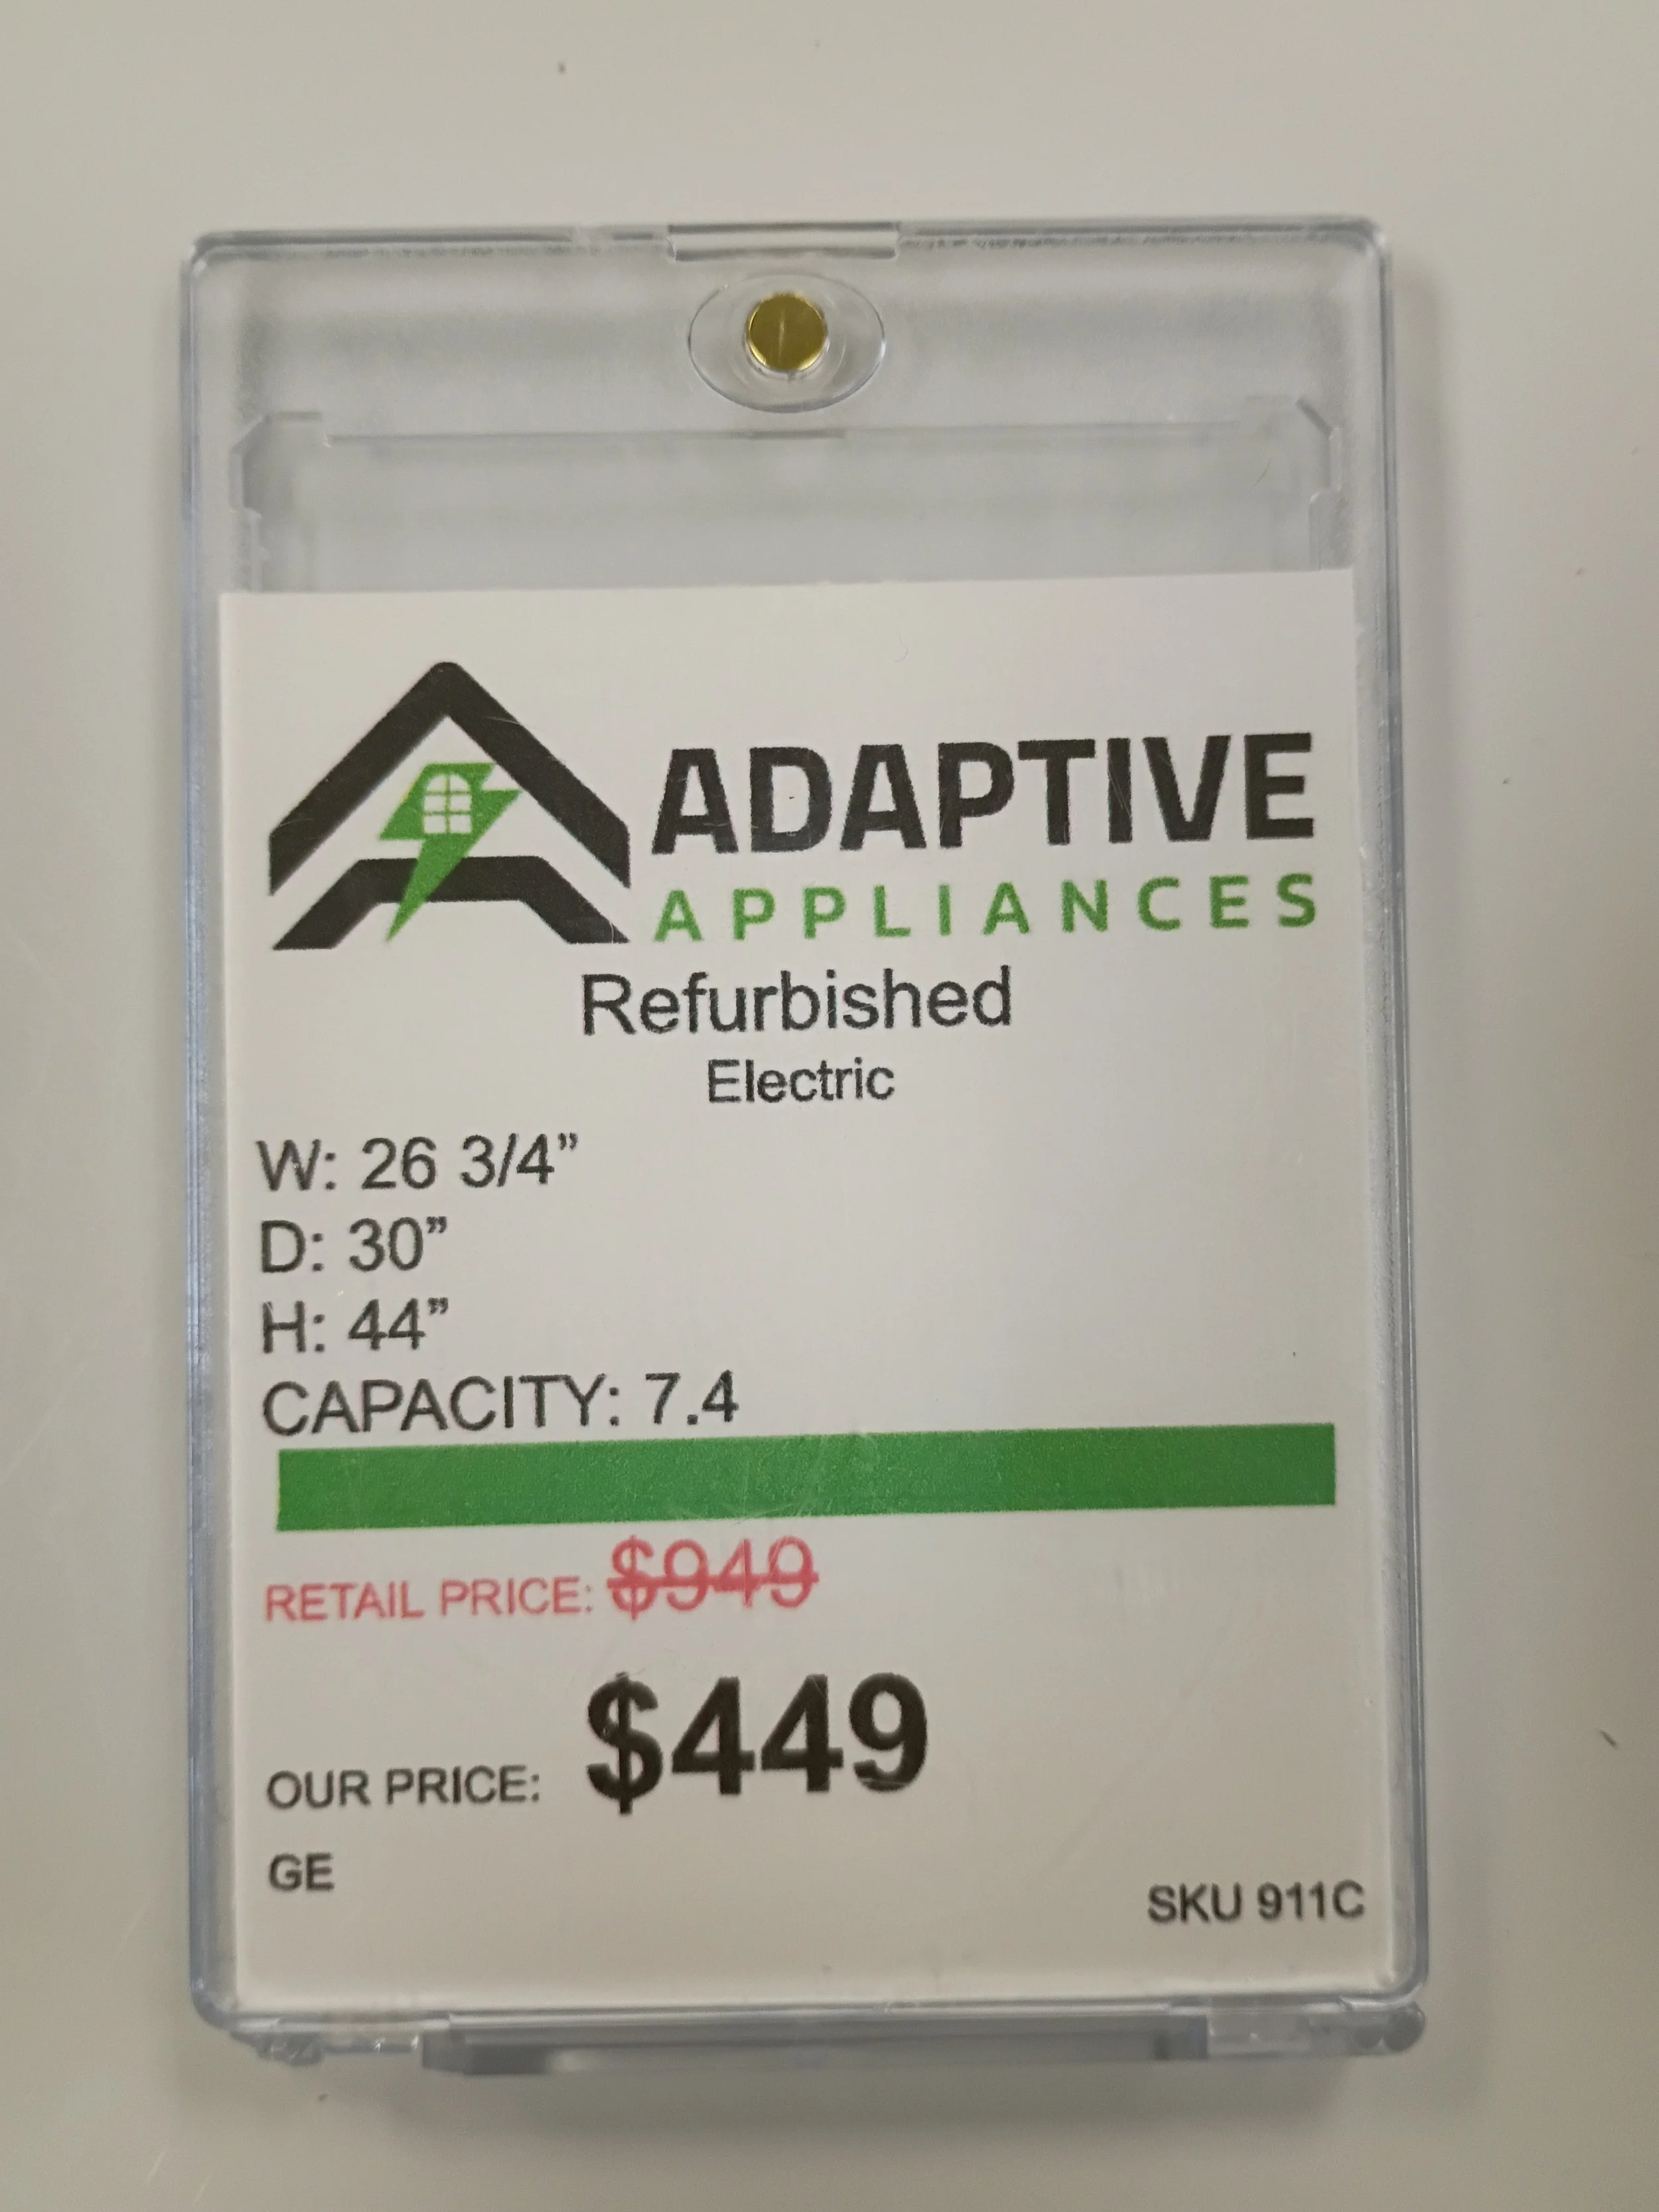 ADAPTIVE
APPLIANCES
Refurbished
Electric
W: 26 3/4”
D: 30”
H: 44”
CAPACITY: 7.4
RETAIL PRICE: $949
OUR PRICE: $449
GE
SKU 911C